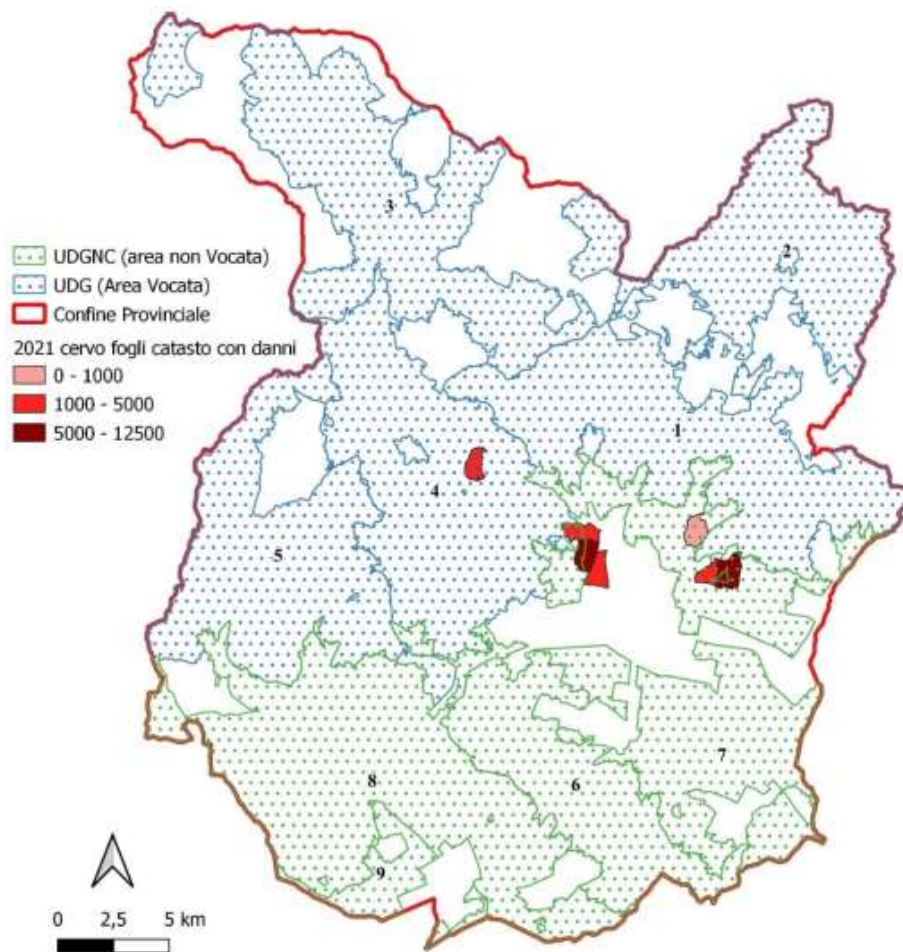 3
2
UDGNC (area non Vocata)
UDG (Area Vocata)
Confine Provinciale
2021 cervo fogli catasto con danni
0 - 1000
1000 - 5000
5000 - 12500
1
4
5
7
8
6
9
0 2,5 5 km